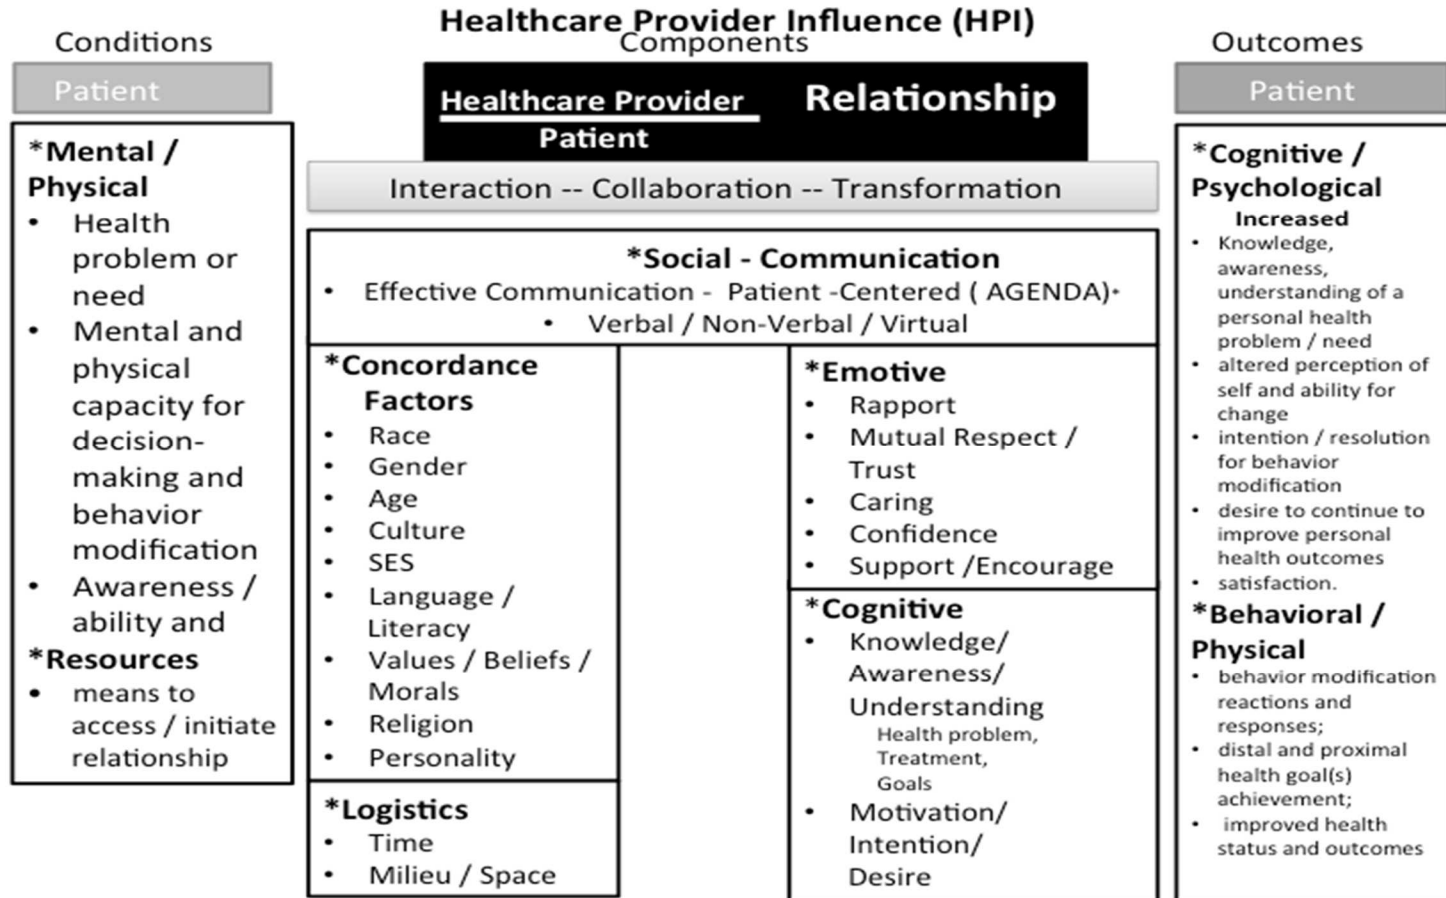 Healthcare Provider Influence (HPI)
Conditions
Components
Outcomes
Patient
*Mental /
Physical
• Health
problem or
need
• Mental and
physical
capacity for
decision-
making and
behavior
modification
• Awareness /
ability and
*Resources
• means to
access / initiate
relationship
Healthcare Provider
Patient
Relationship
Interaction -- Collaboration -- Transformation
*Social - Communication
• Effective Communication - Patient -Centered ( AGENDA)*
• Verbal / Non-Verbal / Virtual
*Concordance
Factors
• Race
• Gender
• Age
• Culture
• SES
• Language /
Literacy
• Values / Beliefs /
Morals
• Religion
• Personality
*Logistics
• Time
• Milieu / Space
*Emotive
• Rapport
• Mutual Respect /
Trust
• Caring
• Confidence
• Support /Encourage
*Cognitive
• Knowledge/
Awareness/
Understanding
Health problem,
Treatment,
Goals
• Motivation/
Intention/
Desire
Patient
*Cognitive /
Psychological
Increased
• Knowledge,
awareness,
understanding of a
personal health
problem / need
• altered perception of
self and ability for
change
• intention / resolution
for behavior
modification
• desire to continue to
improve personal
health outcomes
• satisfaction.
*Behavioral /
Physical
• behavior modification
reactions and
responses;
• distal and proximal
health goal(s)
achievement;
• improved health
status and outcomes